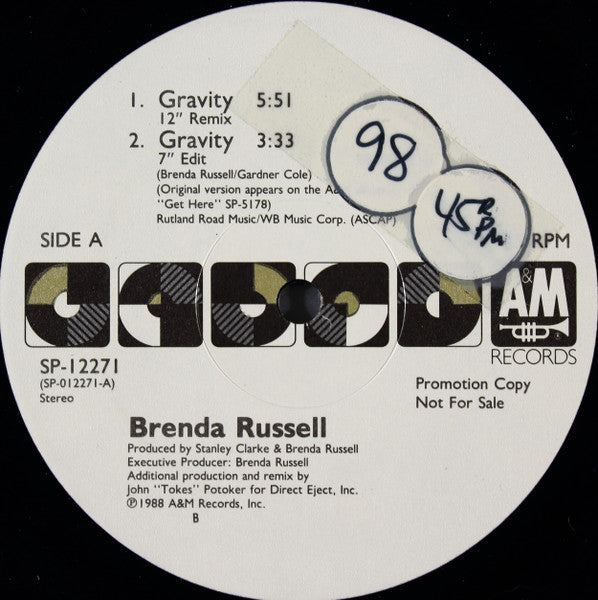 1. Gravity 5:51
12" Remix
2. Gravity 3:33
7" Edit
(Brenda Russell/Gardner Cole)
(Original version appears on the
"Get Here" SP-5178)
Rutland Road Music/WB Music Corp. (ASCAP)
98
45 RPM
SIDE A
RPM
&
A&M
RECORDS
SP-12271
(SP-012271-A)
Stereo
Promotion Copy
Not For Sale
Brenda Russell
Produced by Stanley Clarke & Brenda Russell
Executive Producer: Brenda Russell
Additional production and remix by
John "Tokes" Potoker for Direct Eject, Inc.
℗1988 A&M Records, Inc.
B